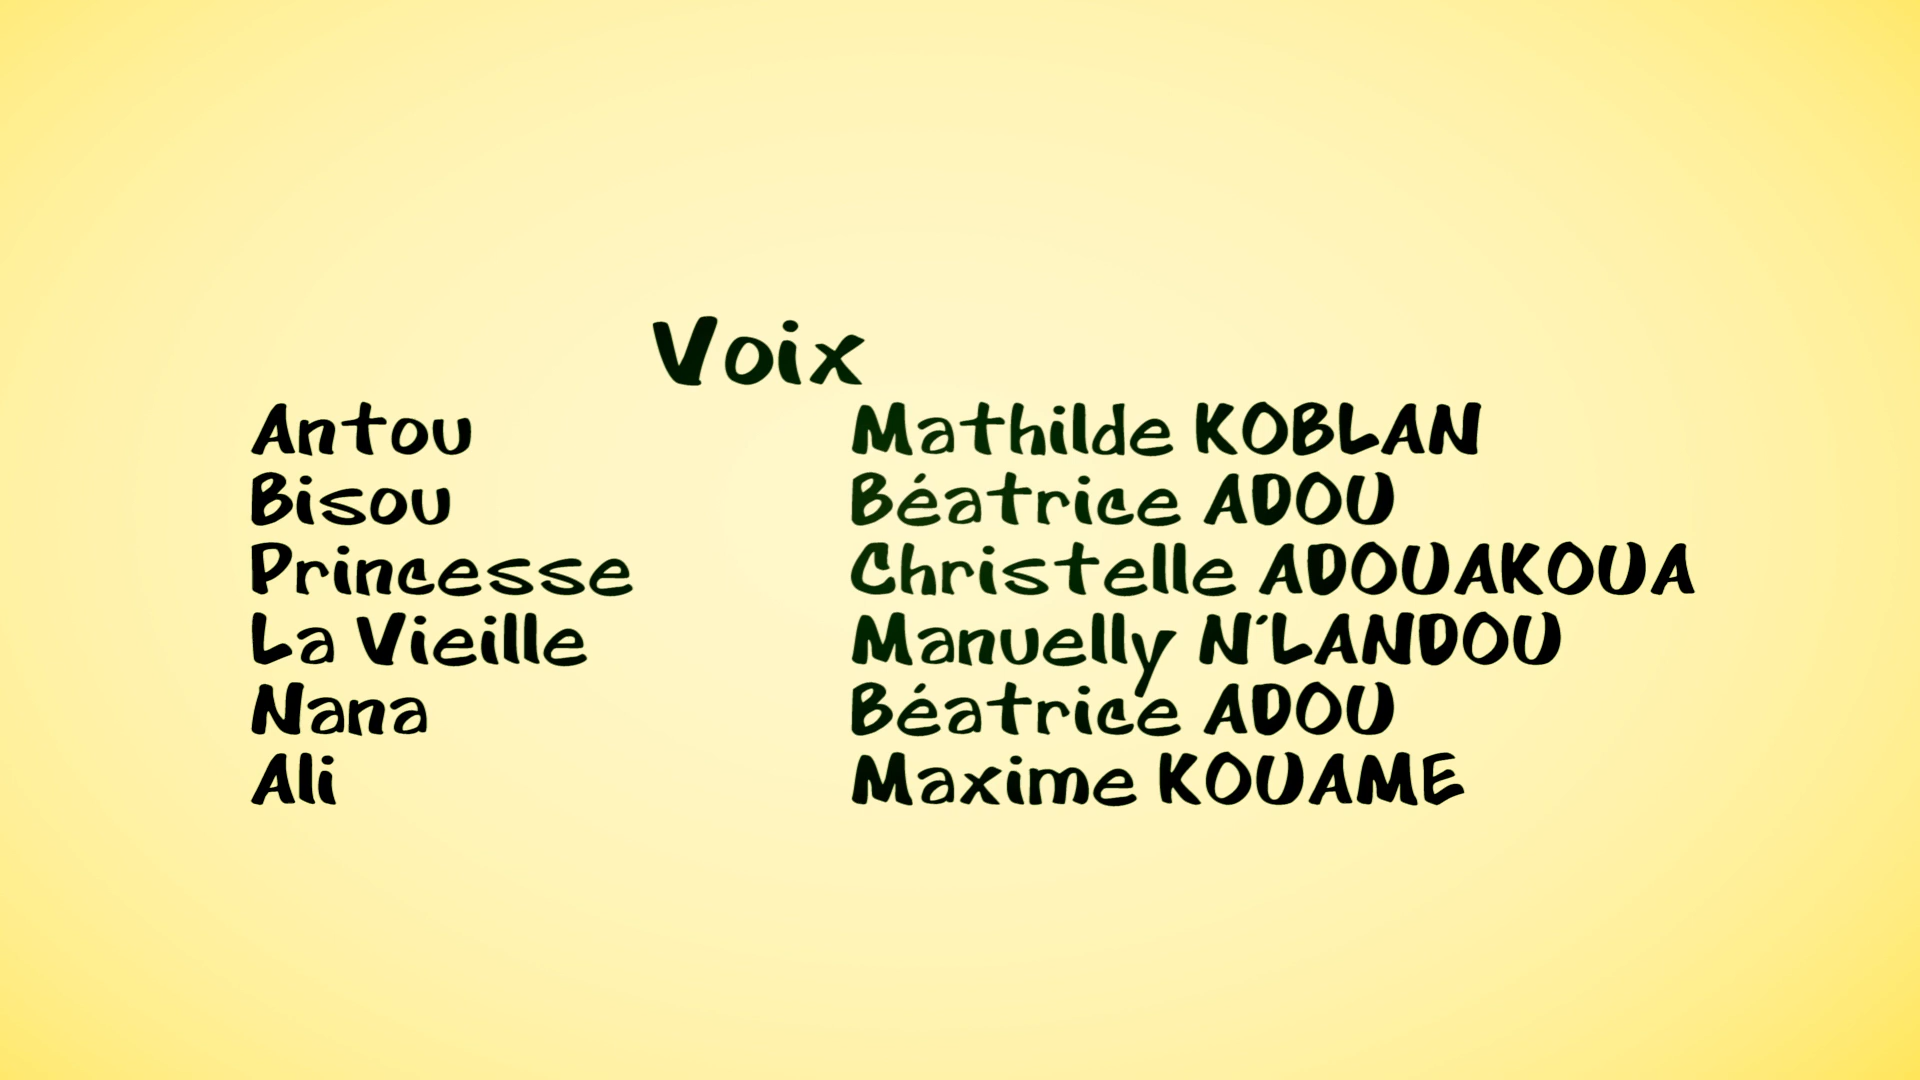 Voix
Antou Mathilde KOBLAN
Bisou Béatrice ADOU
Princesse Christelle ADOUAKOUA
La Vieille Manuelly N'LANDOU
Nana Béatrice ADOU
Ali Maxime KOUAME